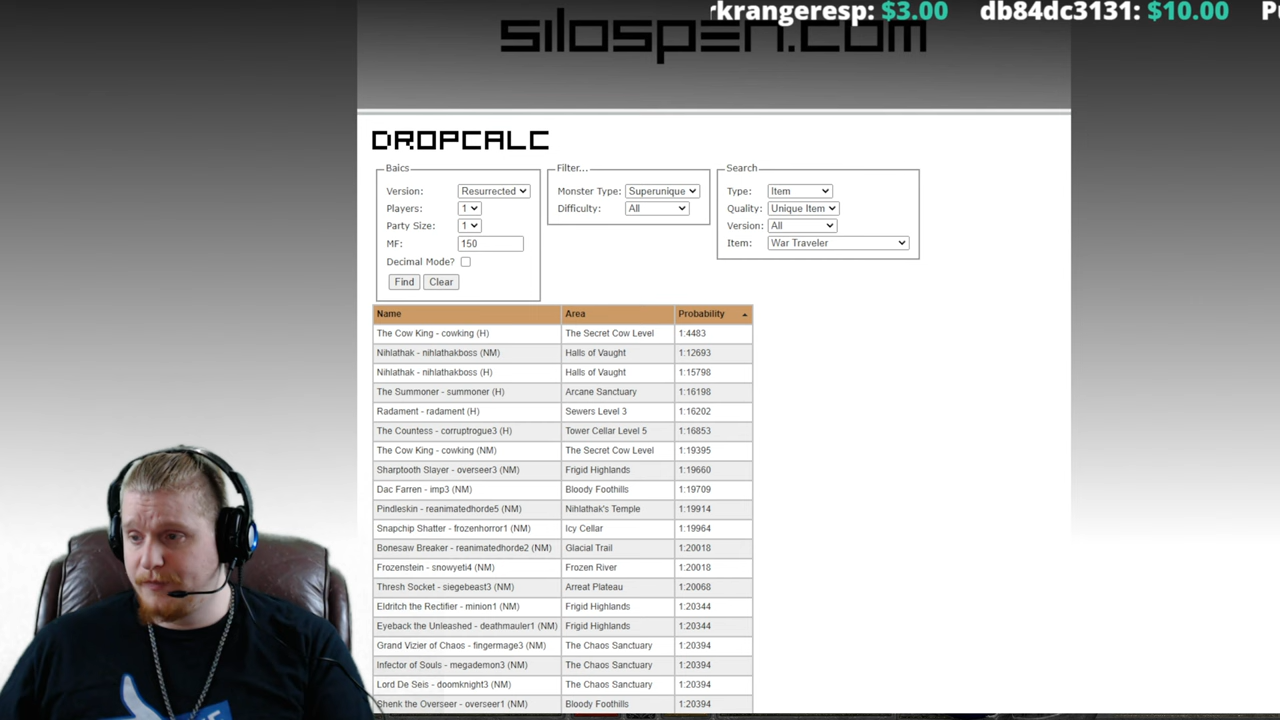 rkrangeresp: $3.00 db84dc3131: $10.00
silospen.com
DROPCALC
Baics
Version: Resurrected
Players: 1
Party Size: 1
MF: 150
Decimal Mode?
Find Clear
Filter...
Monster Type: Superunique
Difficulty: All
Search
Type: Item
Quality: Unique Item
Version: All
Item: War Traveler
Name Area Probability
The Cow King - cowking (H) The Secret Cow Level 1:4483
Nihlathak - nihlathakboss (NM) Halls of Vaught 1:12693
Nihlathak - nihlathakboss (H) Halls of Vaught 1:15798
The Summoner - summoner (H) Arcane Sanctuary 1:16198
Radament - radament (H) Sewers Level 3 1:16202
The Countess - corruptrogue3 (H) Tower Cellar Level 5 1:16853
The Cow King - cowking (NM) The Secret Cow Level 1:19395
Sharptooth Slayer - overseer3 (NM) Frigid Highlands 1:19660
Dac Farren - imp3 (NM) Bloody Foothills 1:19709
Pindleskin - reanimatedhorde5 (NM) Nihlathak's Temple 1:19914
Snapchip Shatter - frozenhorror1 (NM) Icy Cellar 1:19964
Bonesaw Breaker - reanimatedhorde2 (NM) Glacial Trail 1:20018
Frozenstein - snowyeti4 (NM) Frozen River 1:20018
Thresh Socket - siegebeast3 (NM) Arreat Plateau 1:20068
Eldritch the Rectifier - minion1 (NM) Frigid Highlands 1:20344
Eyeback the Unleashed - deathmauler1 (NM) Frigid Highlands 1:20344
Grand Vizier of Chaos - fingermage3 (NM) The Chaos Sanctuary 1:20394
Infector of Souls - megademon3 (NM) The Chaos Sanctuary 1:20394
Lord De Seis - doomknight3 (NM) The Chaos Sanctuary 1:20394
Shenk the Overseer - overseer1 (NM) Bloody Foothills 1:20394